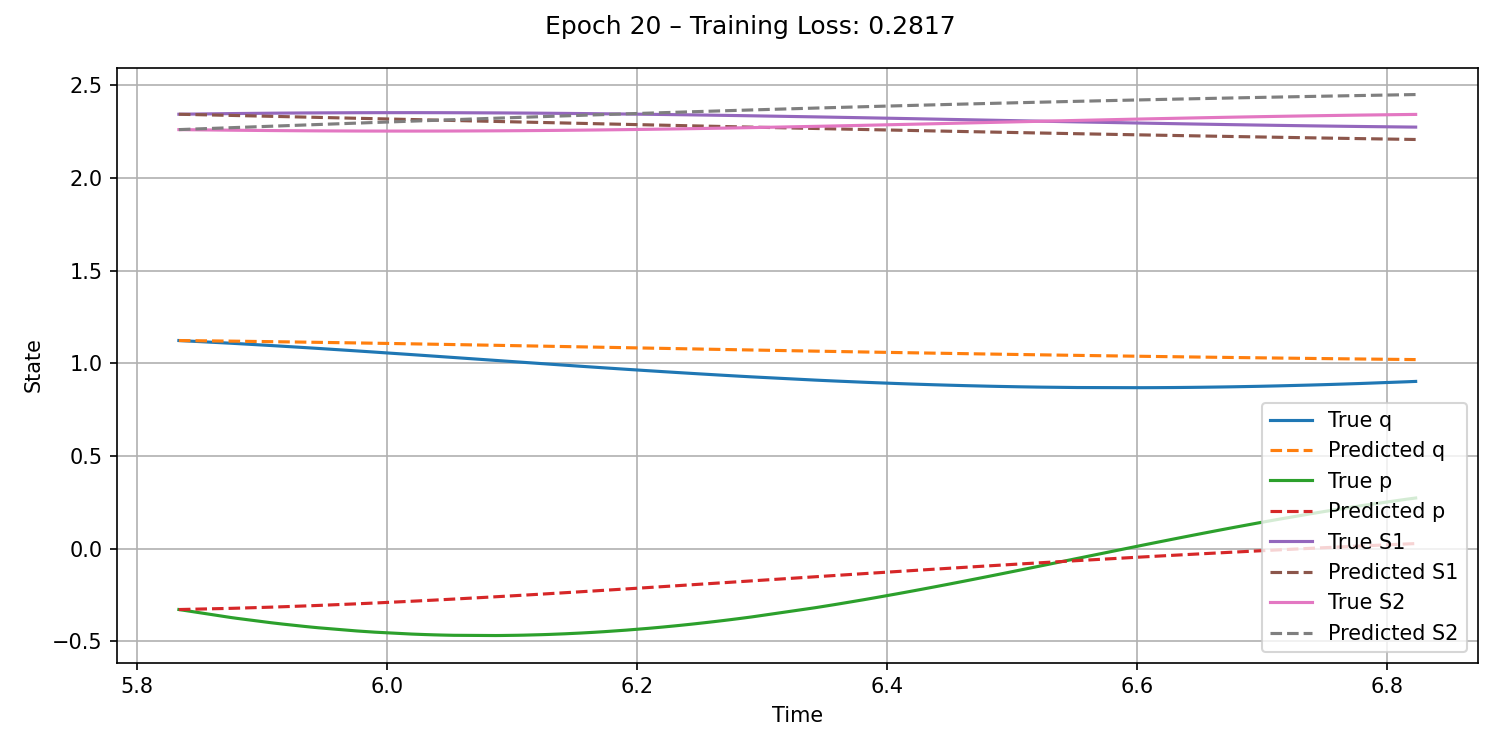 Epoch 20 – Training Loss: 0.2817
State
2.5
2.0
1.5
1.0
0.5
0.0
−0.5
True q
Predicted q
True p
Predicted p
True S1
Predicted S1
True S2
Predicted S2
5.8 6.0 6.2 6.4 6.6 6.8
Time